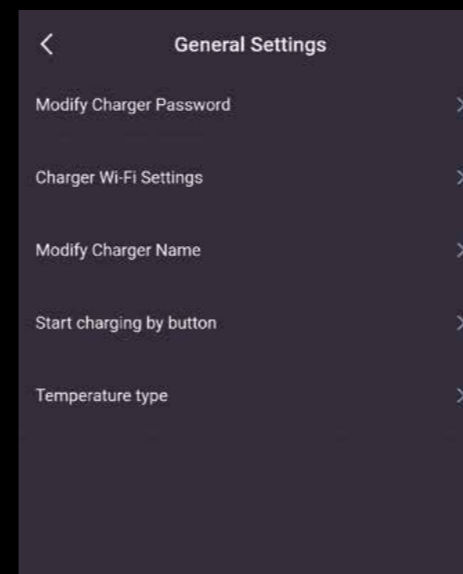 General Settings
Modify Charger Password
Charger Wi-Fi Settings
Modify Charger Name
Start charging by button
Temperature type